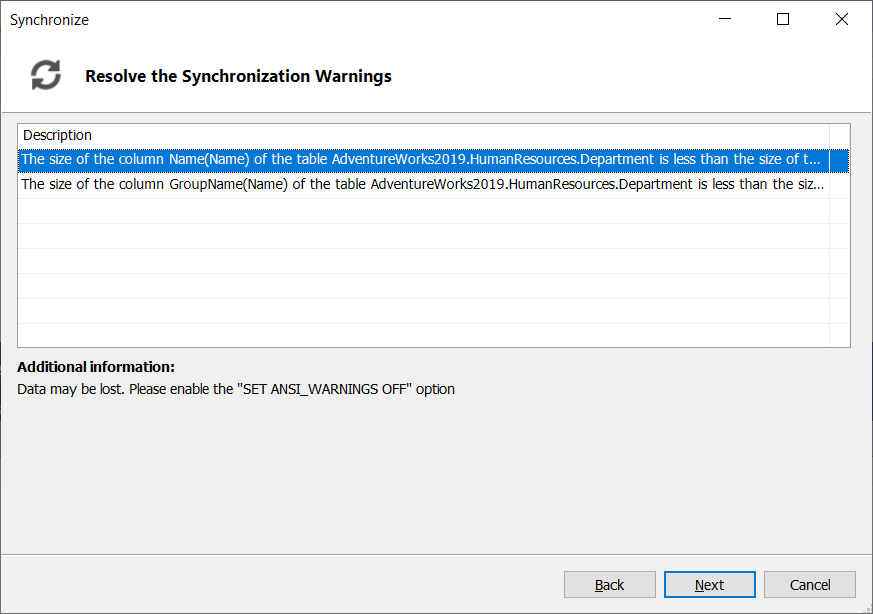 Synchronize
Resolve the Synchronization Warnings
Description
The size of the column Name(Name) of the table AdventureWorks2019.HumanResources.Department is less than the size of t...
The size of the column GroupName(Name) of the table AdventureWorks2019.HumanResources.Department is less than the siz...
Additional information:
Data may be lost. Please enable the "SET ANSI_WARNINGS OFF" option
Back Next Cancel